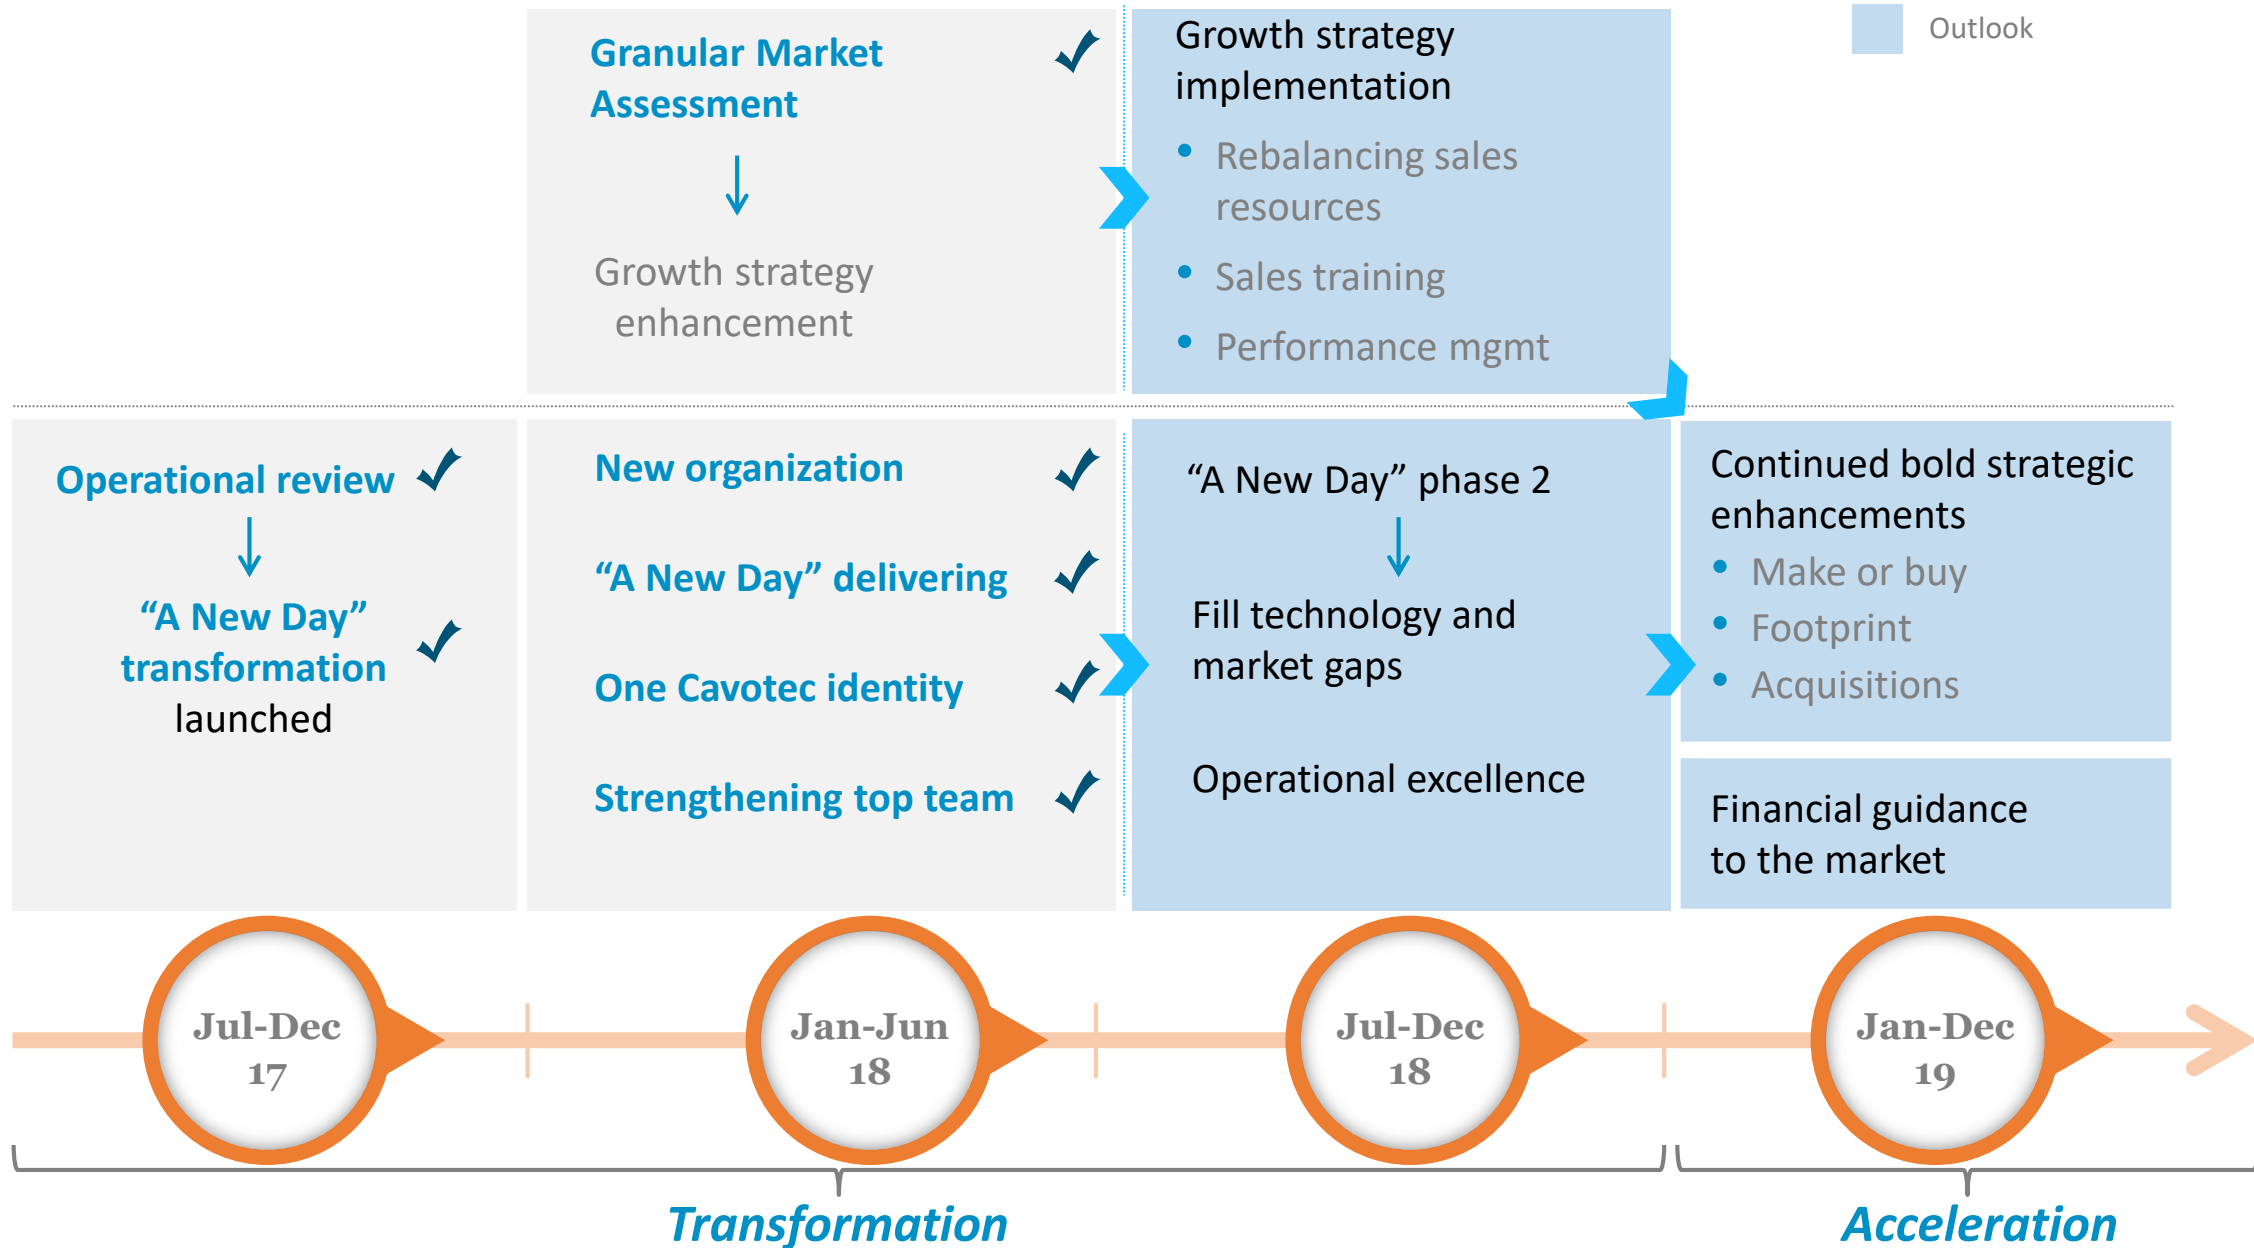 Outlook
Granular Market
Assessment
Growth strategy
enhancement
Growth strategy
implementation
• Rebalancing sales
resources
• Sales training
• Performance mgmt
Operational review
“A New Day”
transformation
launched
New organization
“A New Day” delivering
One Cavotec identity
Strengthening top team
“A New Day” phase 2
Fill technology and
market gaps
Operational excellence
Continued bold strategic
enhancements
• Make or buy
• Footprint
• Acquisitions
Financial guidance
to the market
Jul-Dec
17
Jan-Jun
18
Jul-Dec
18
Jan-Dec
19
Transformation
Acceleration